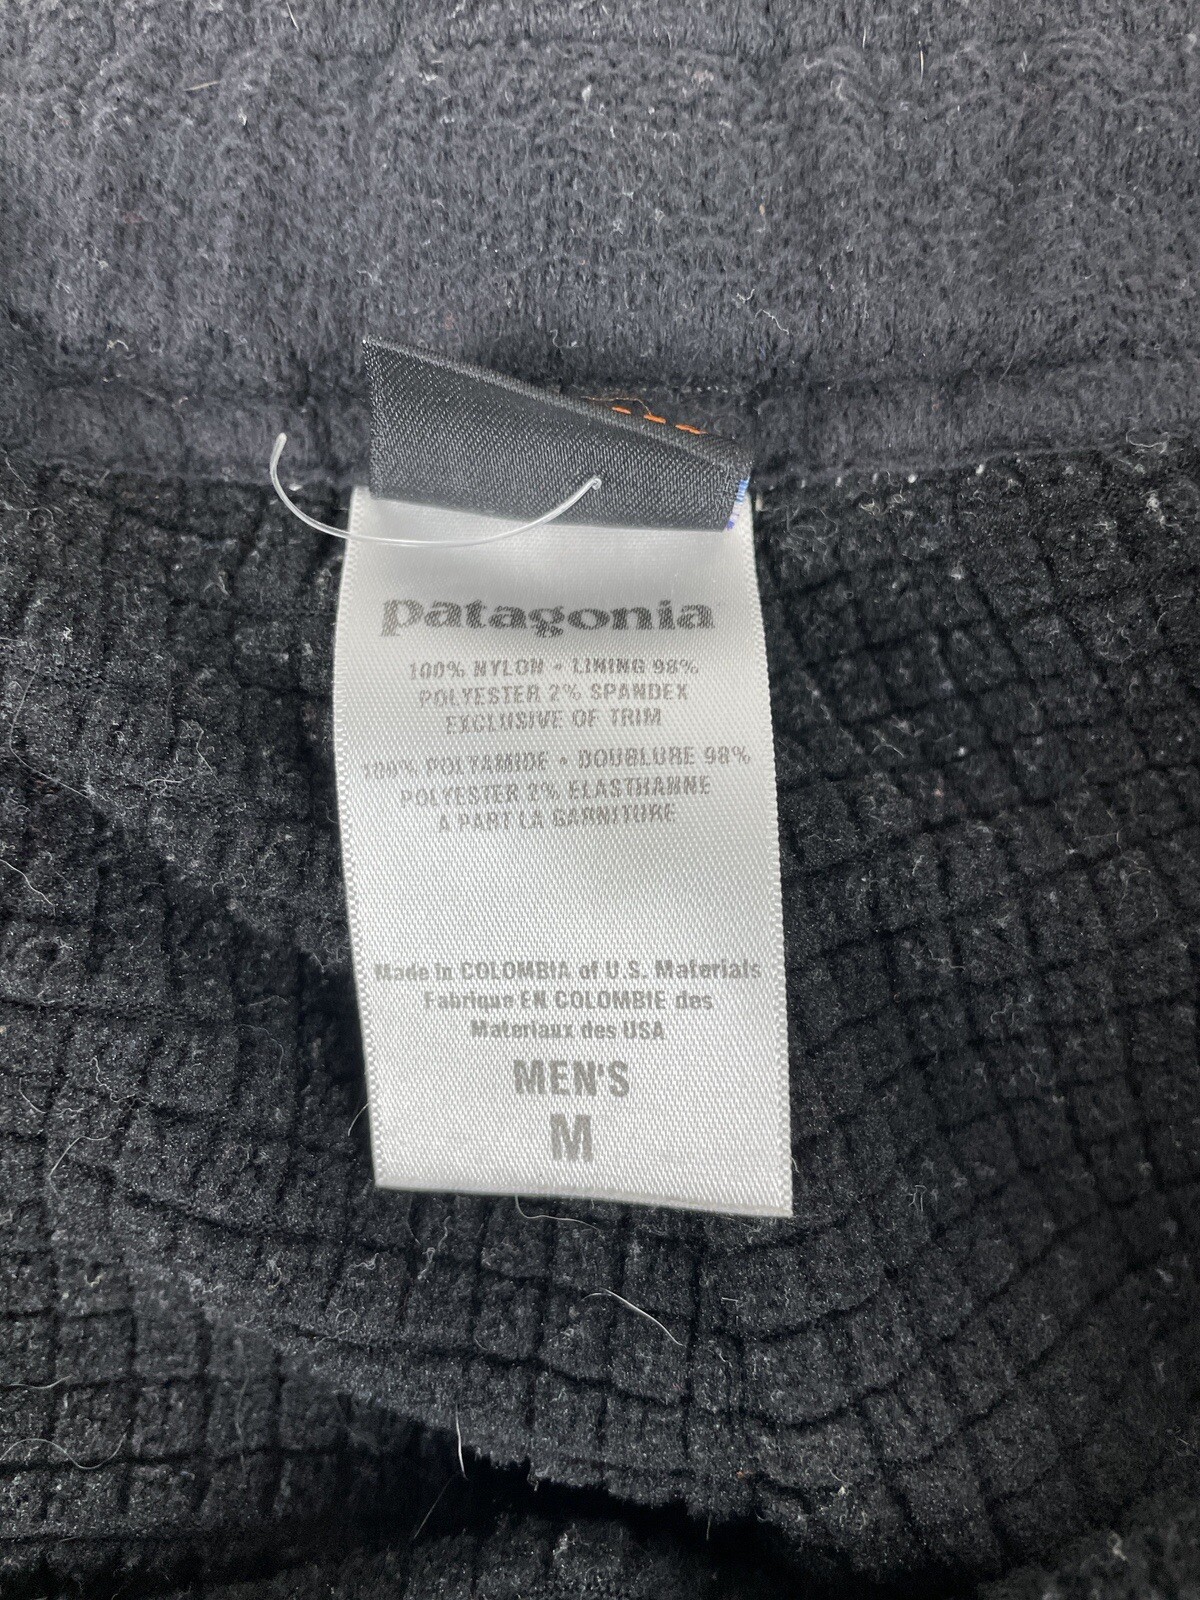 patagonia
100% NYLON • LINING 98%
POLYESTER 2% SPANDEX
EXCLUSIVE OF TRIM
100% POLYAMIDE • DOUBLURE 98%
POLYESTER 2% ELASTHANNE
A PART LA GARNITURE
Made in COLOMBIA of U.S. Materials
Fabrique EN COLOMBIE des
Materiaux des USA
MEN'S
M